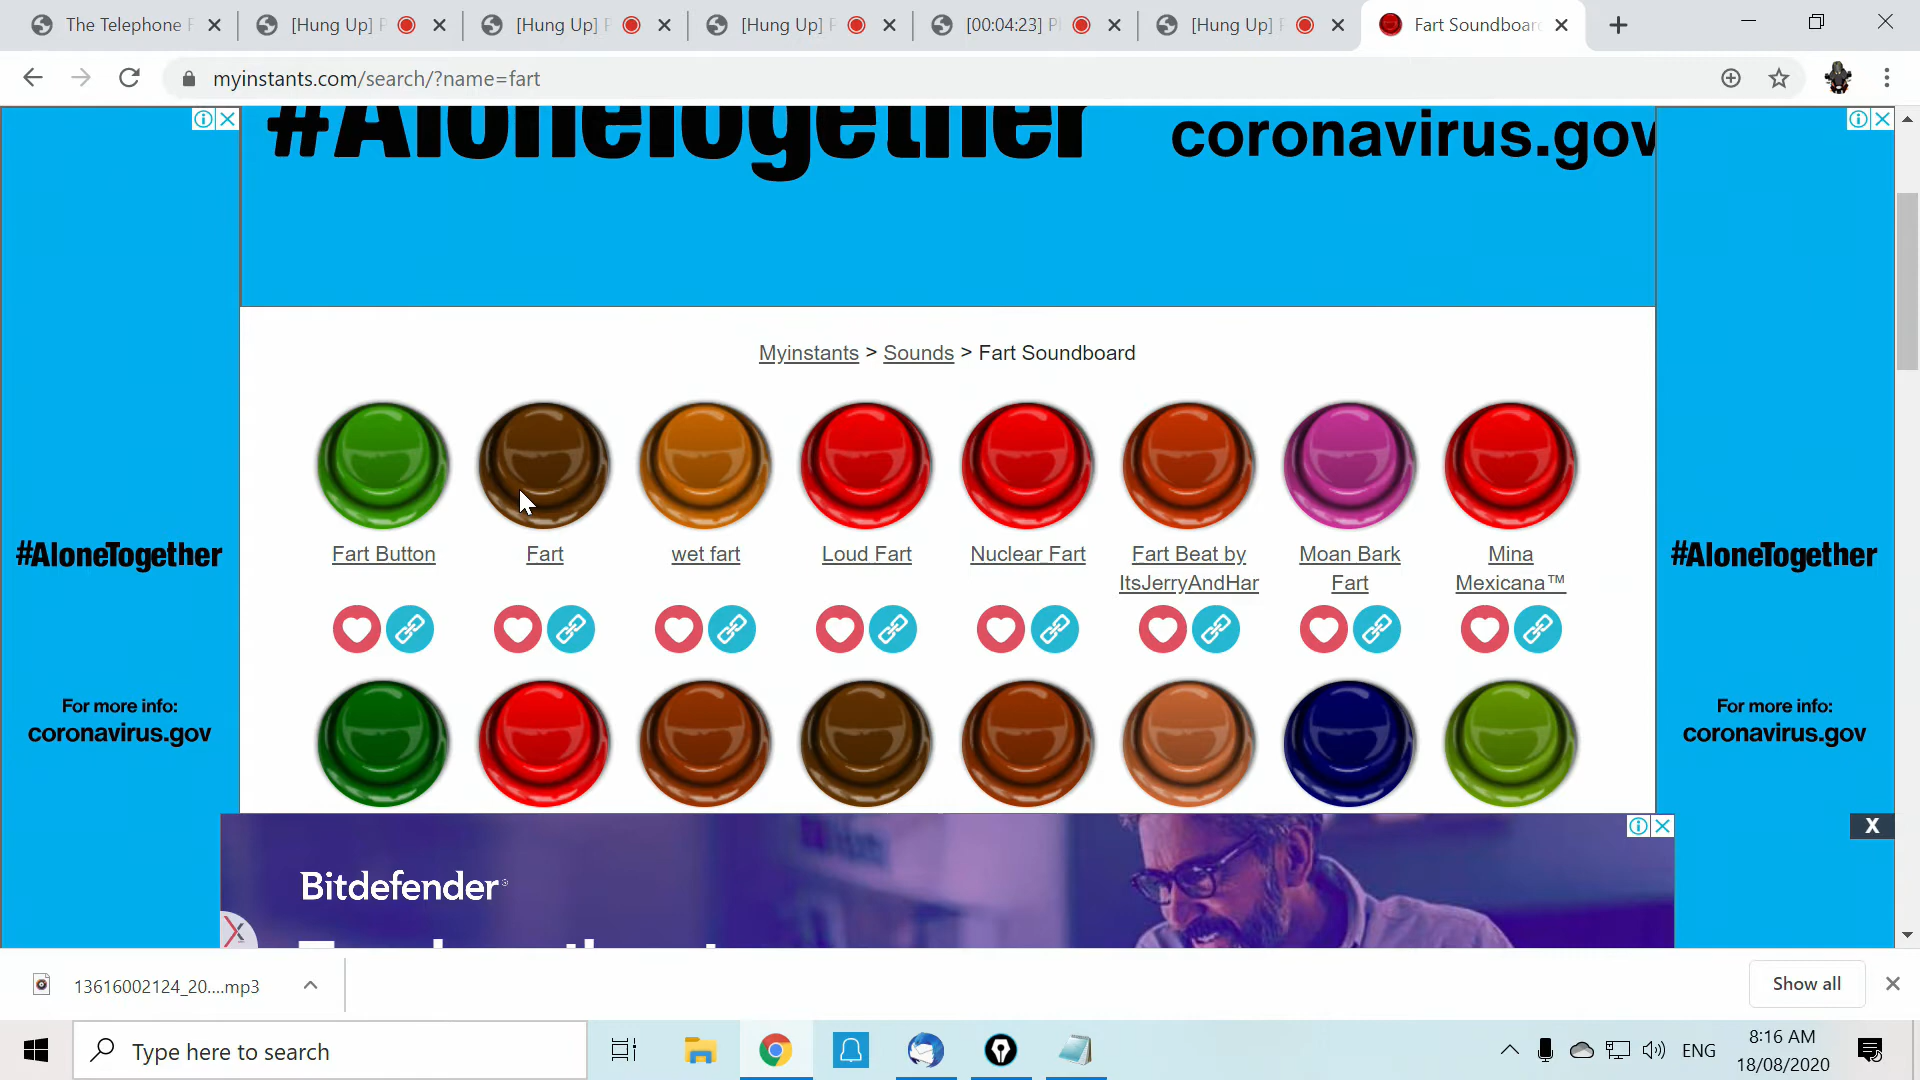 The Telephone F
[Hung Up] P
[Hung Up] P
[Hung Up] P
[00:04:23] P
[Hung Up] P
Fart Soundboard
myinstants.com/search/?name=fart
#AloneTogether
coronavirus.gov
Myinstants > Sounds > Fart Soundboard
Fart Button
Fart
wet fart
Loud Fart
Nuclear Fart
Fart Beat by
ItsJerryAndHar
Moan Bark
Fart
Mina
Mexicana™
#AloneTogether
For more info:
coronavirus.gov
#AloneTogether
For more info:
coronavirus.gov
X
Bitdefender
13616002124_20....mp3
Show all
Type here to search
ENG
8:16 AM
18/08/2020